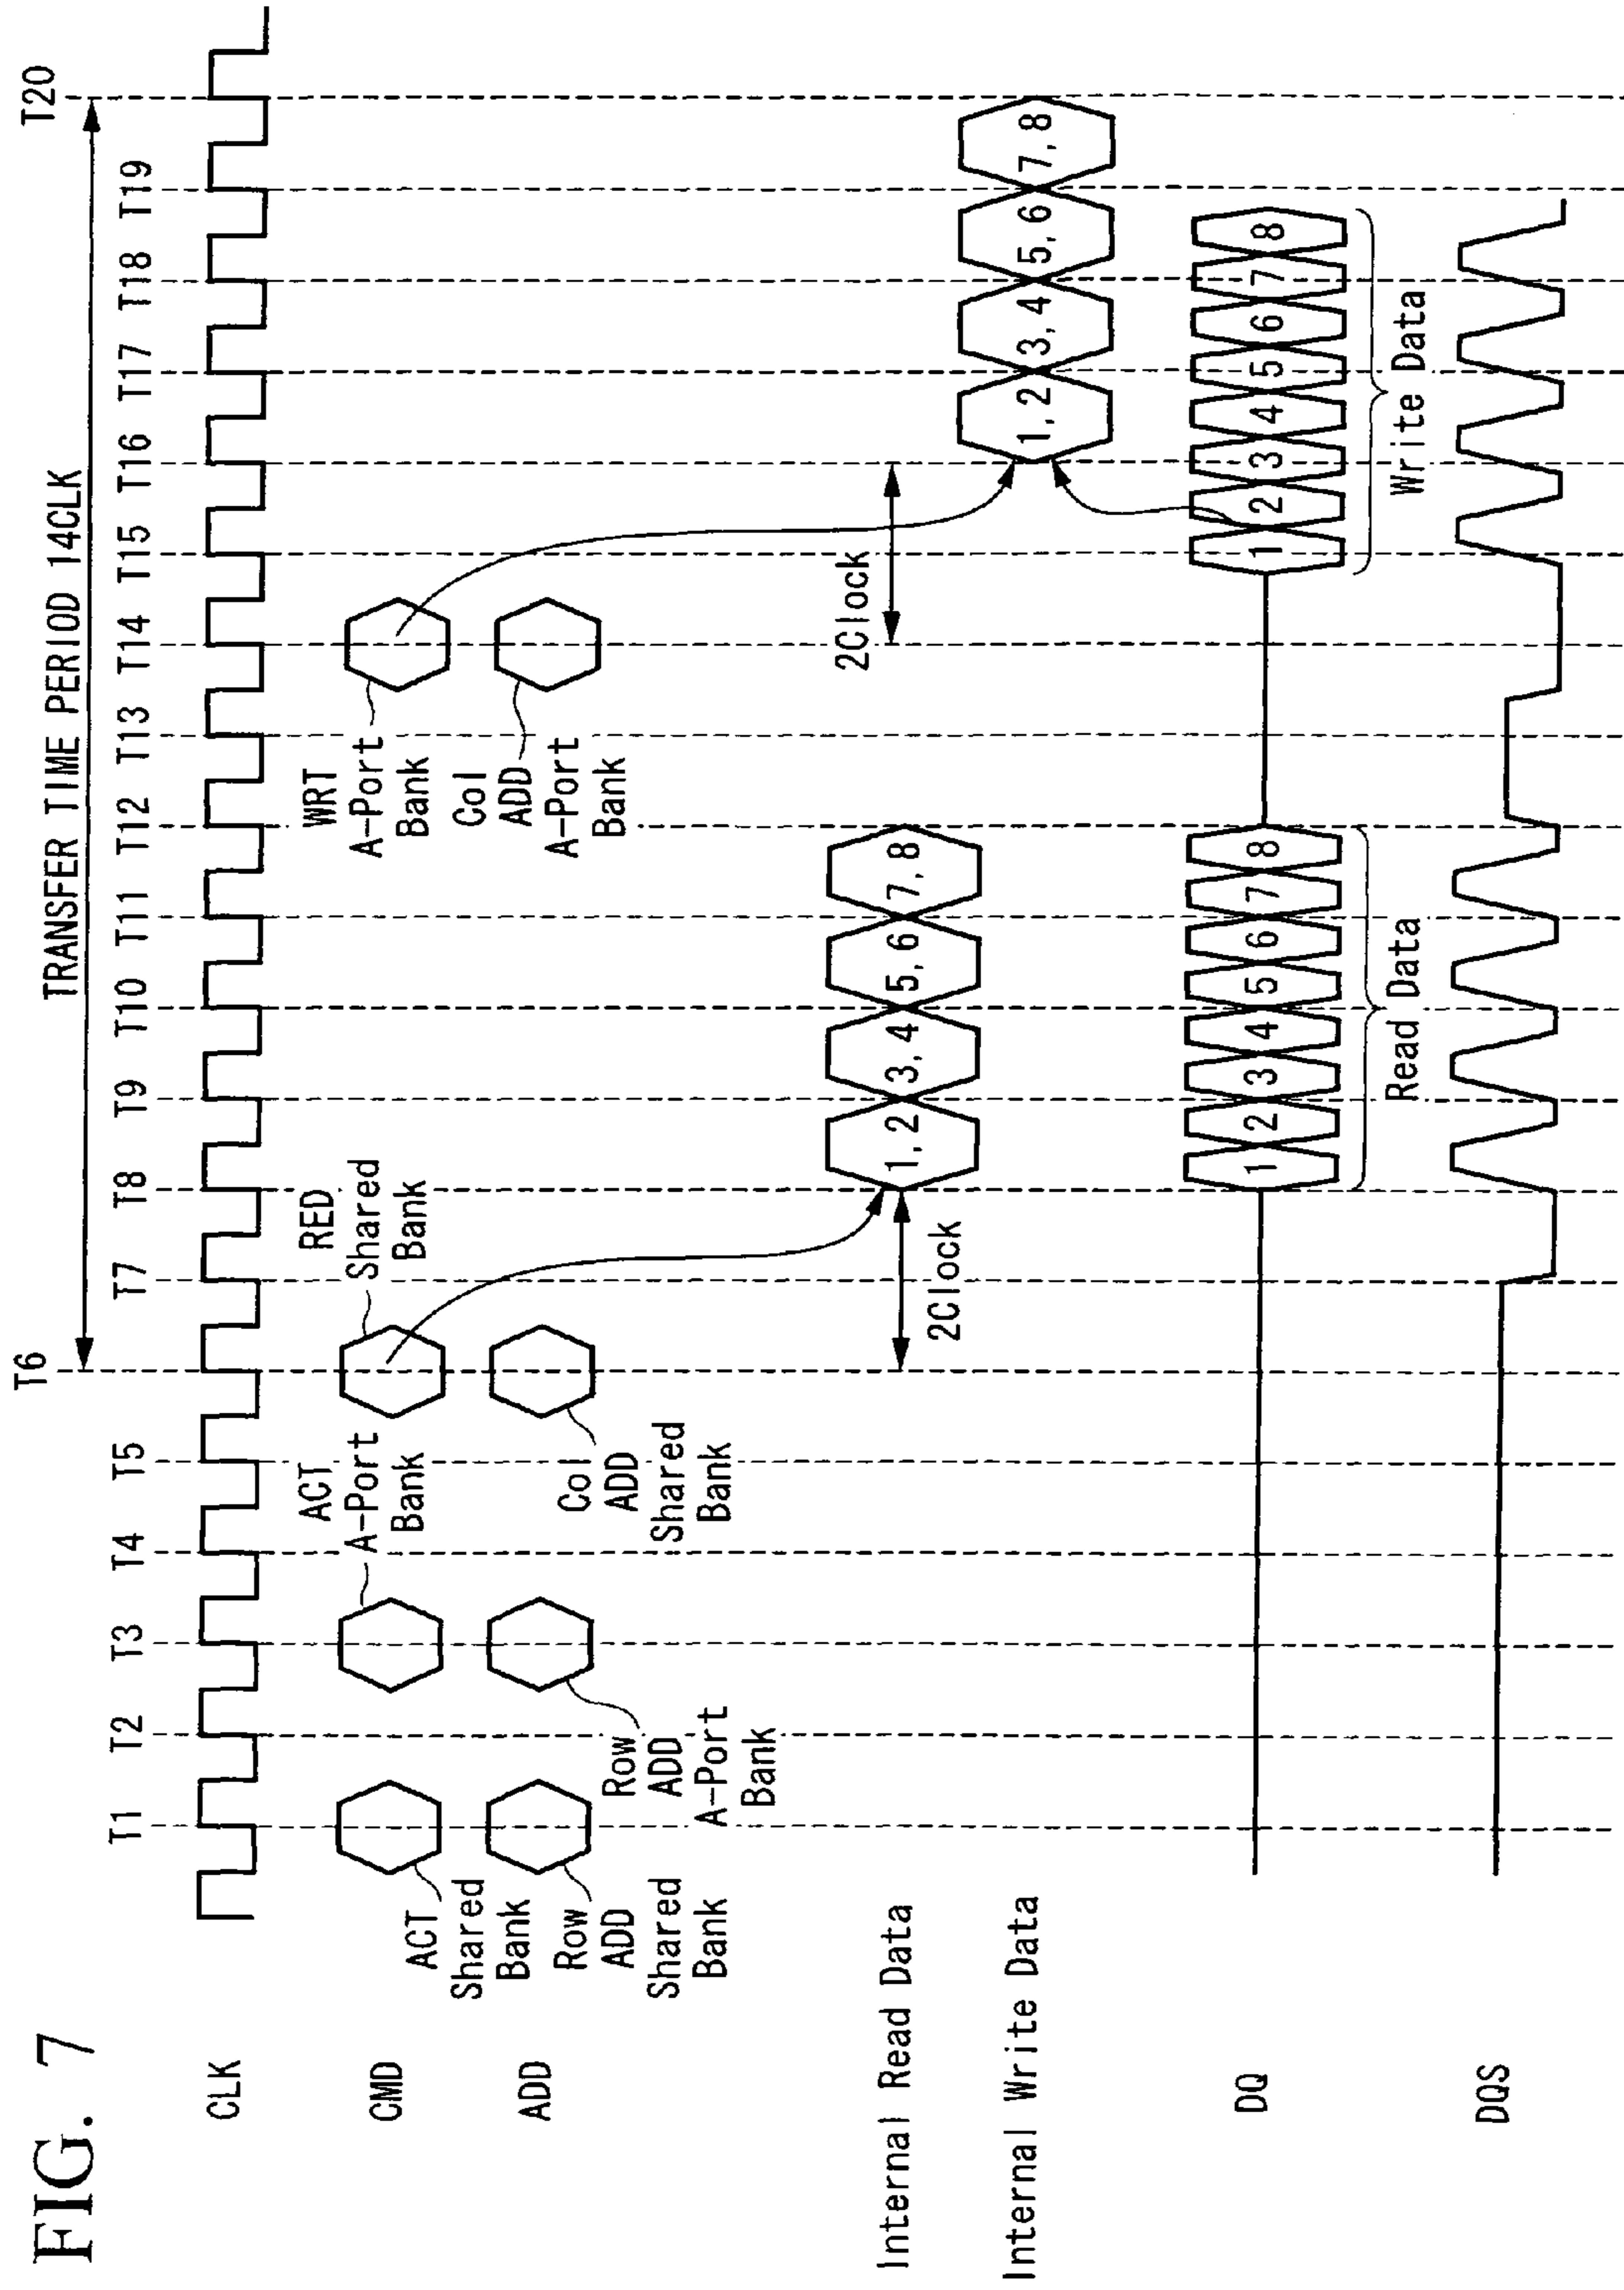 FIG. 7
TRANSFER TIME PERIOD 14CLK
T6
T20
T1
T2
T3
T4
T5
T7
T8
T9
T10
T11
T12
T13
T14
T15
T16
T17
T18
T19
CLK
CMD
ACT
Shared
Bank
ACT
A-Port
Bank
RED
Shared
Bank
WRT
A-Port
Bank
ADD
Row
ADD
Shared
Bank
Row
ADD
A-Port
Bank
Col
ADD
Shared
Bank
Col
ADD
A-Port
Bank
Internal Read Data
2Clock
1, 2
3, 4
5, 6
7, 8
Internal Write Data
2Clock
1, 2
3, 4
5, 6
7, 8
DQ
1
2
3
4
5
6
7
8
Read Data
1
2
3
4
5
6
7
8
Write Data
DQS